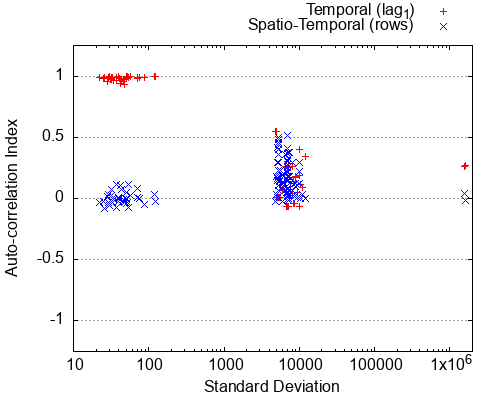 Temporal (lag1)
Spatio-Temporal (rows)
1
0.5
0
-0.5
-1
Auto-correlation Index
10 100 1000 10000 100000 1x10^6
Standard Deviation